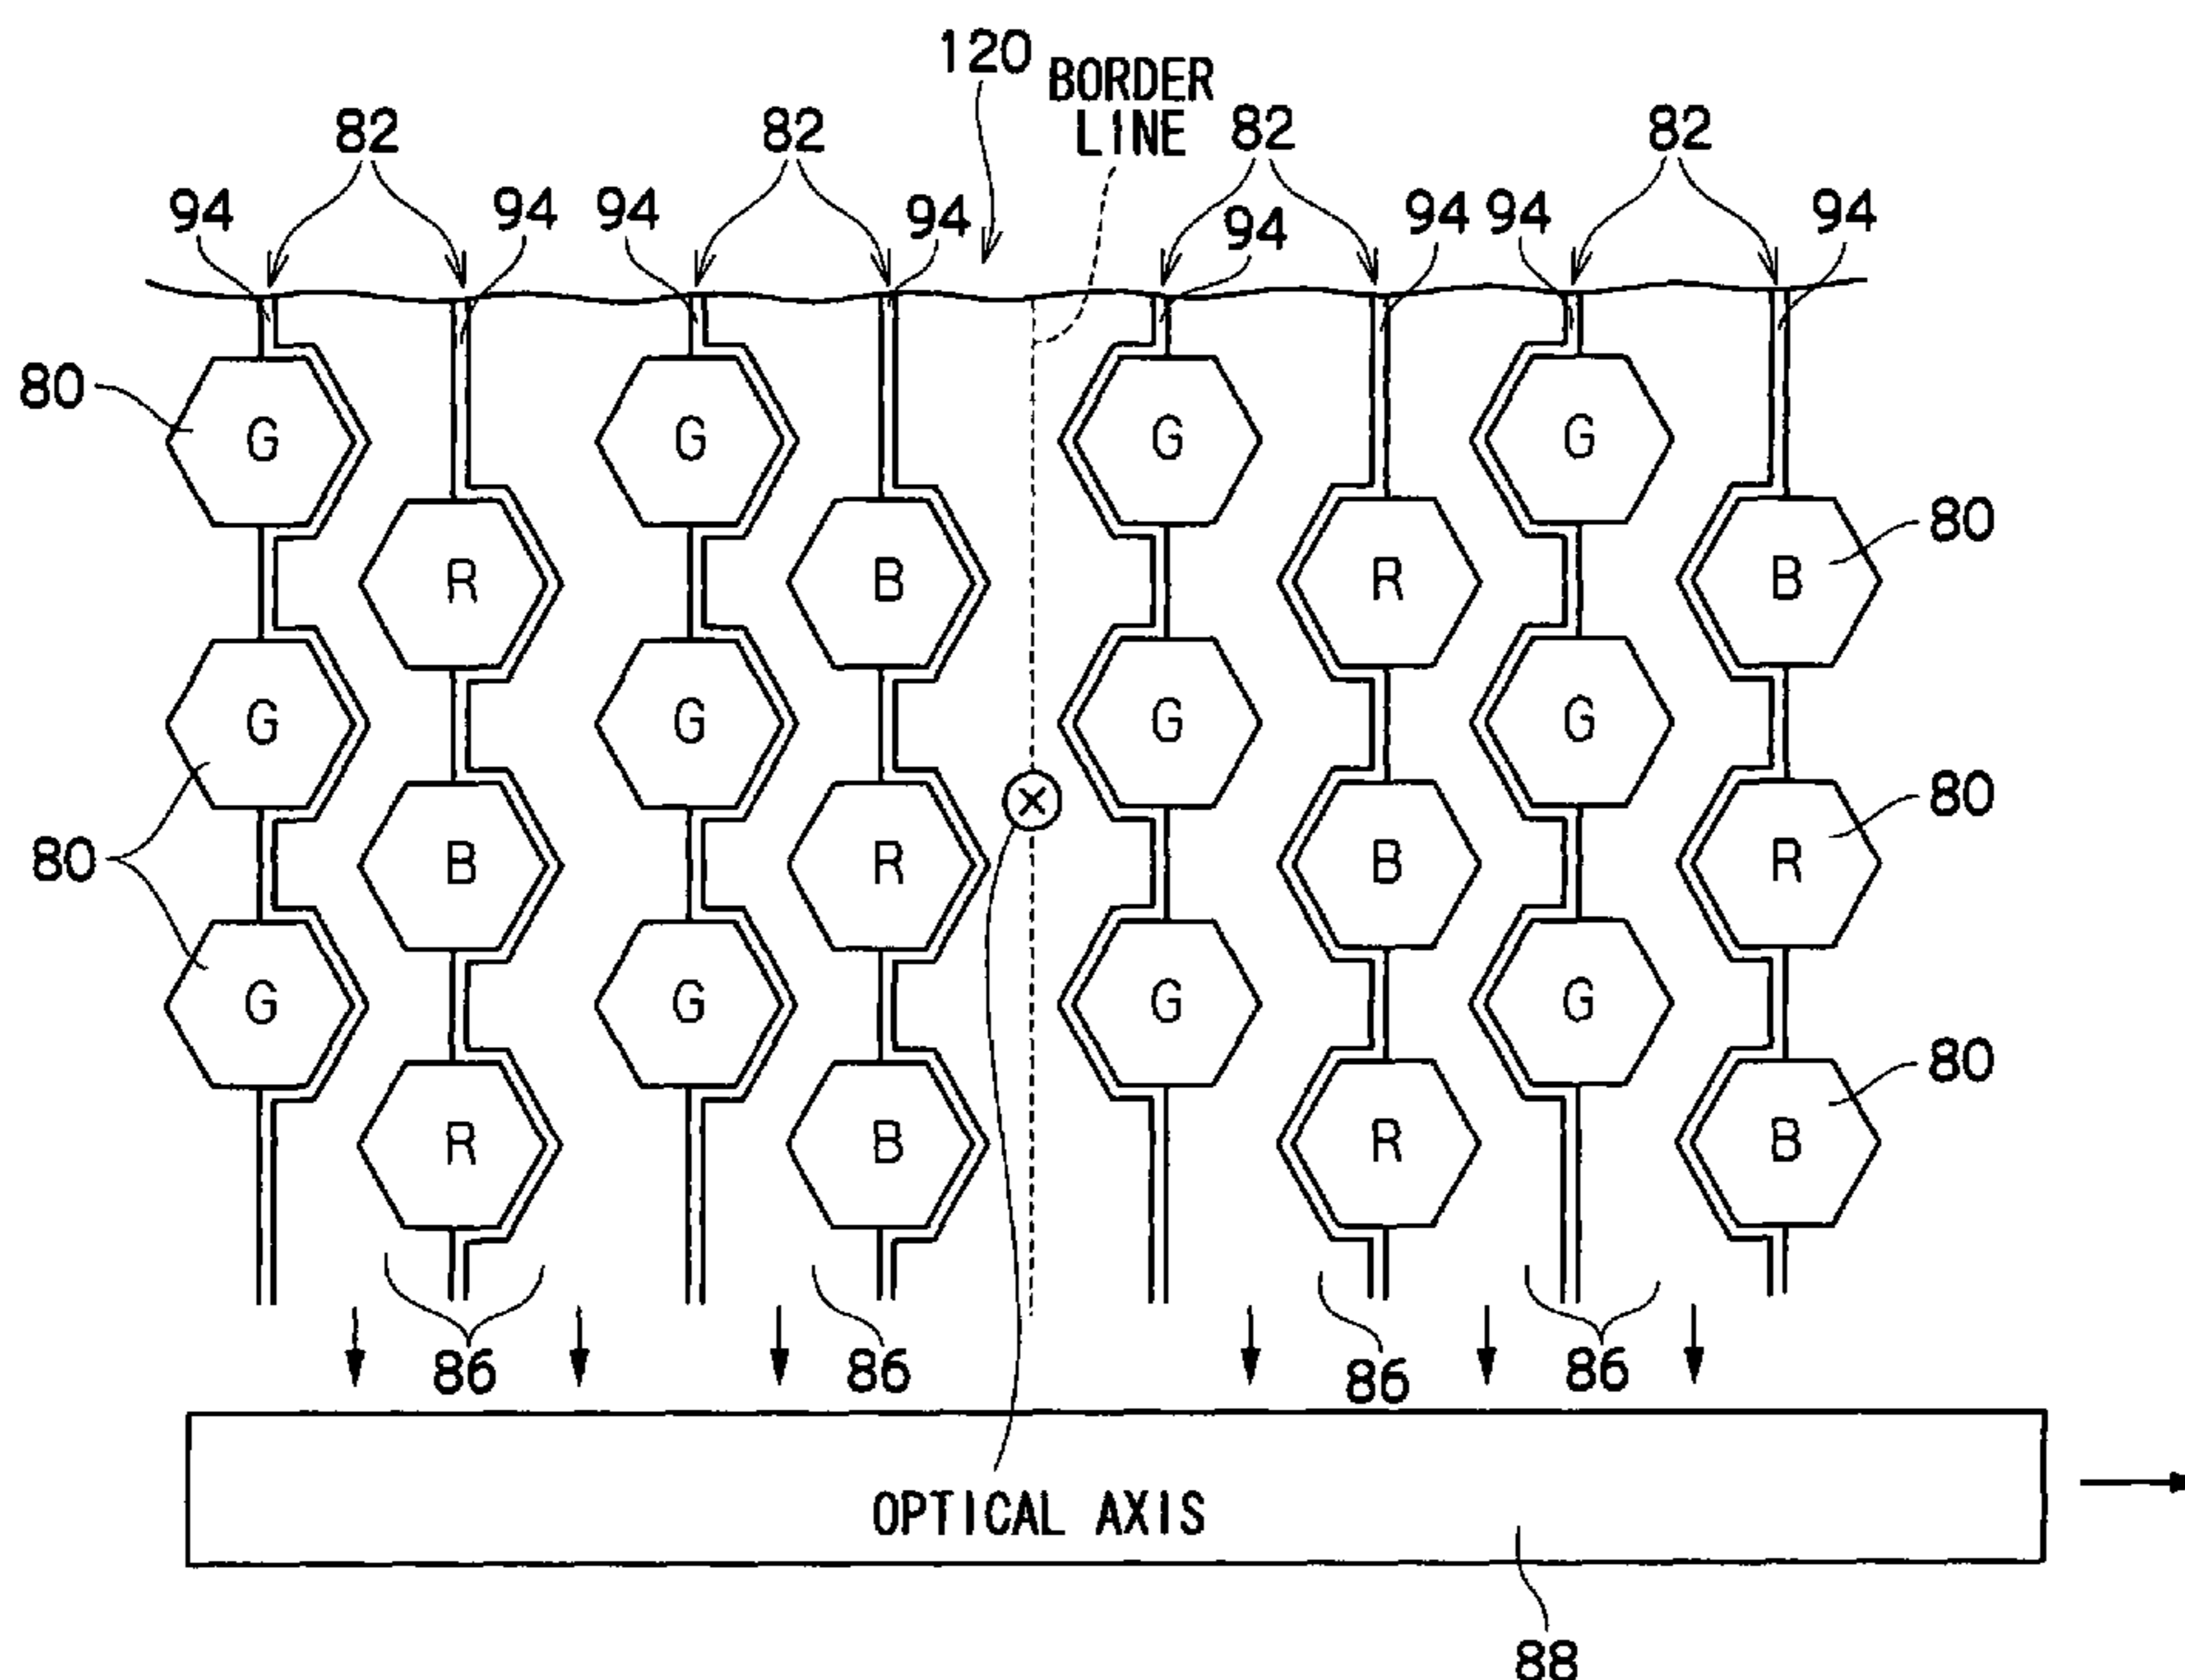 120
BORDER
LINE
82 82 82 82
94 94 94 94 94 94 94 94
80
G G G G
R B R B 80
G G G G
80
B R B R 80
G G G G
R B R B 80
86 86 86 86
OPTICAL AXIS
88